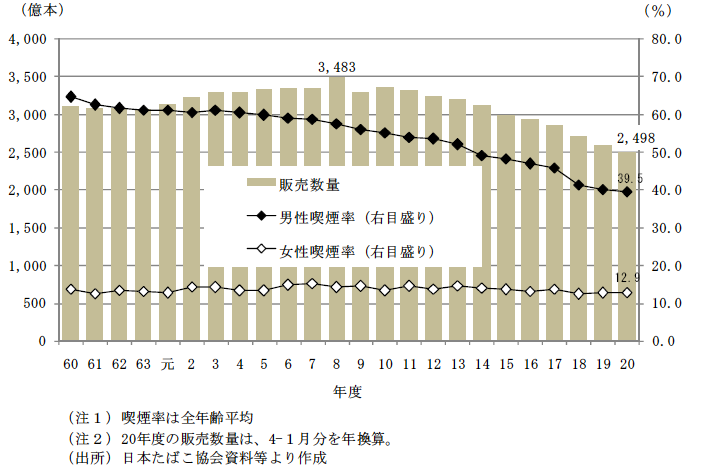 （億本）
（％）
4,000
3,500
3,000
2,500
2,000
1,500
1,000
500
0
80.0
70.0
60.0
50.0
40.0
30.0
20.0
10.0
0.0
3,483
2,498
39.5
12.9
販売数量
男性喫煙率（右目盛り）
女性喫煙率（右目盛り）
60 61 62 63 元 2 3 4 5 6 7 8 9 10 11 12 13 14 15 16 17 18 19 20
年度
（注１）喫煙率は全年齢平均
（注２）20年度の販売数量は、4-１月分を年換算。
（出所）日本たばこ協会資料等より作成